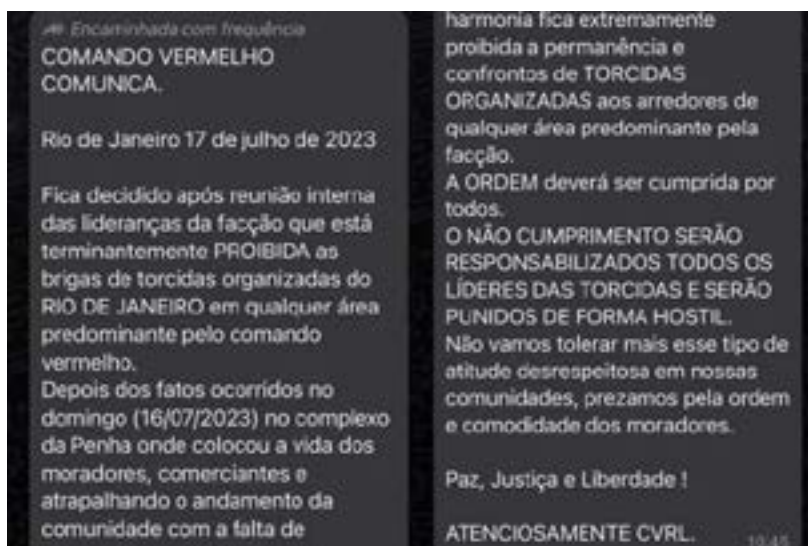 Encaminhada com frequência
COMANDO VERMELHO
COMUNICA.
Rio de Janeiro 17 de julho de 2023
Fica decidido após reunião interna
das lideranças da facção que está
terminantemente PROIBIDA as
brigas de torcidas organizadas do
RIO DE JANEIRO em qualquer área
predominante pelo comando
vermelho.
Depois dos fatos ocorridos no
domingo (16/07/2023) no complexo
da Penha onde colocou a vida dos
moradores, comerciantes e
atrapalhando o andamento da
comunidade com a falta de
harmonia fica extremamente
proibida a permanência e
confrontos de TORCIDAS
ORGANIZADAS aos arredores de
qualquer área predominante pela
facção.
A ORDEM deverá ser cumprida por
todos.
O NÃO CUMPRIMENTO SERÃO
RESPONSABILIZADOS TODOS OS
LÍDERES DAS TORCIDAS E SERÃO
PUNIDOS DE FORMA HOSTIL.
Não vamos tolerar mais esse tipo de
atitude desrespeitosa em nossas
comunidades, prezamos pela ordem
e comodidade dos moradores.
Paz, Justiça e Liberdade !
ATENCIOSAMENTE CVRL.